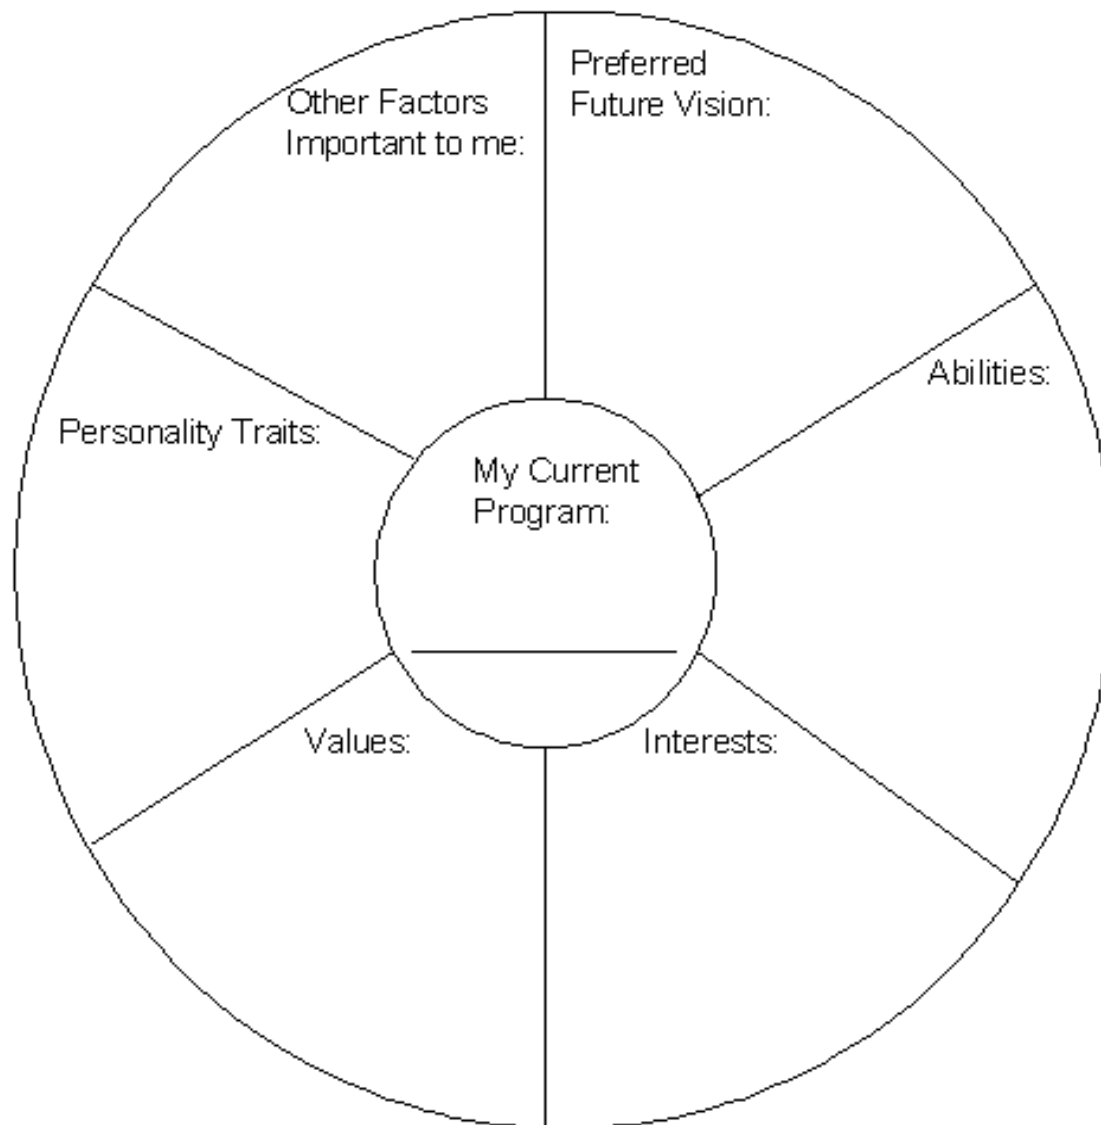 Preferred
Future Vision:
Other Factors
Important to me:
Abilities:
Personality Traits:
My Current
Program:
Values:
Interests: